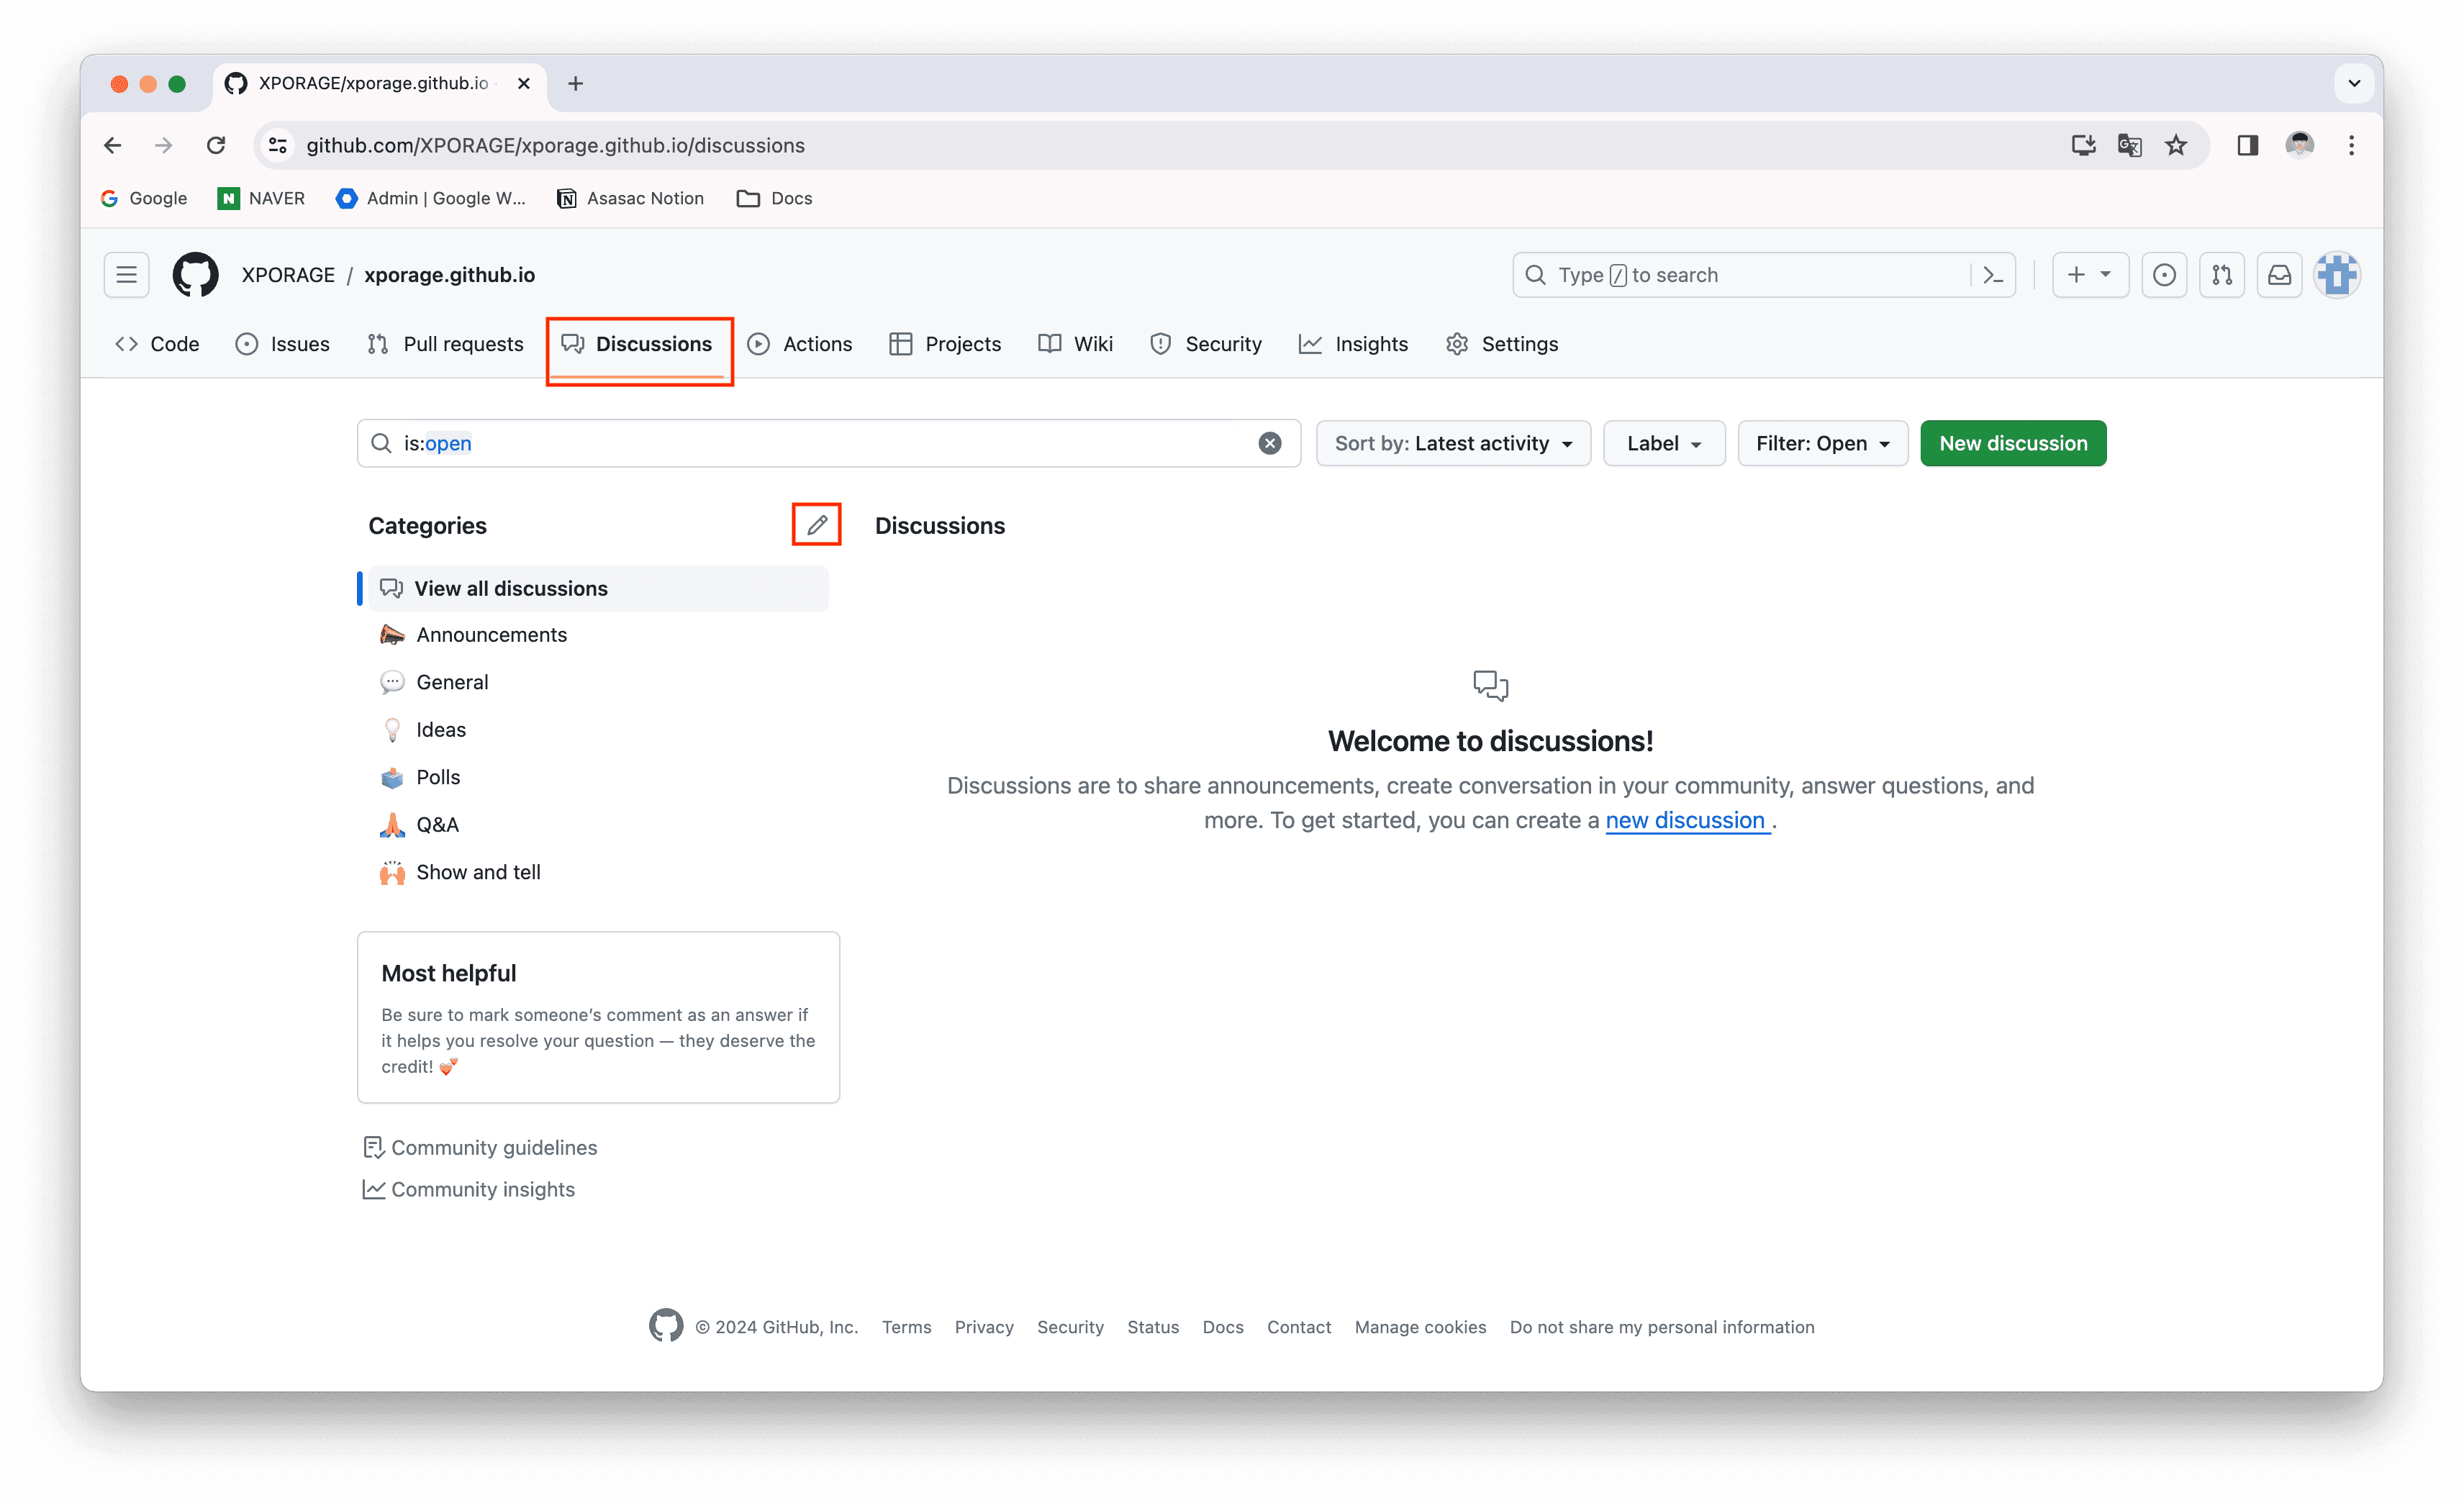 XPORAGE/xporage.github.io
github.com/XPORAGE/xporage.github.io/discussions
Google NAVER Admin | Google W... Asasac Notion Docs
XPORAGE / xporage.github.io Type / to search
Code Issues Pull requests Discussions Actions Projects Wiki Security Insights Settings
is:open Sort by: Latest activity Label Filter: Open New discussion
Categories
Discussions
View all discussions
Announcements
General
Ideas
Polls
Q&A
Show and tell
Welcome to discussions!
Discussions are to share announcements, create conversation in your community, answer questions, and
more. To get started, you can create a new discussion .
Most helpful
Be sure to mark someone’s comment as an answer if
it helps you resolve your question — they deserve the
credit! 💕
Community guidelines
Community insights
© 2024 GitHub, Inc. Terms Privacy Security Status Docs Contact Manage cookies Do not share my personal information